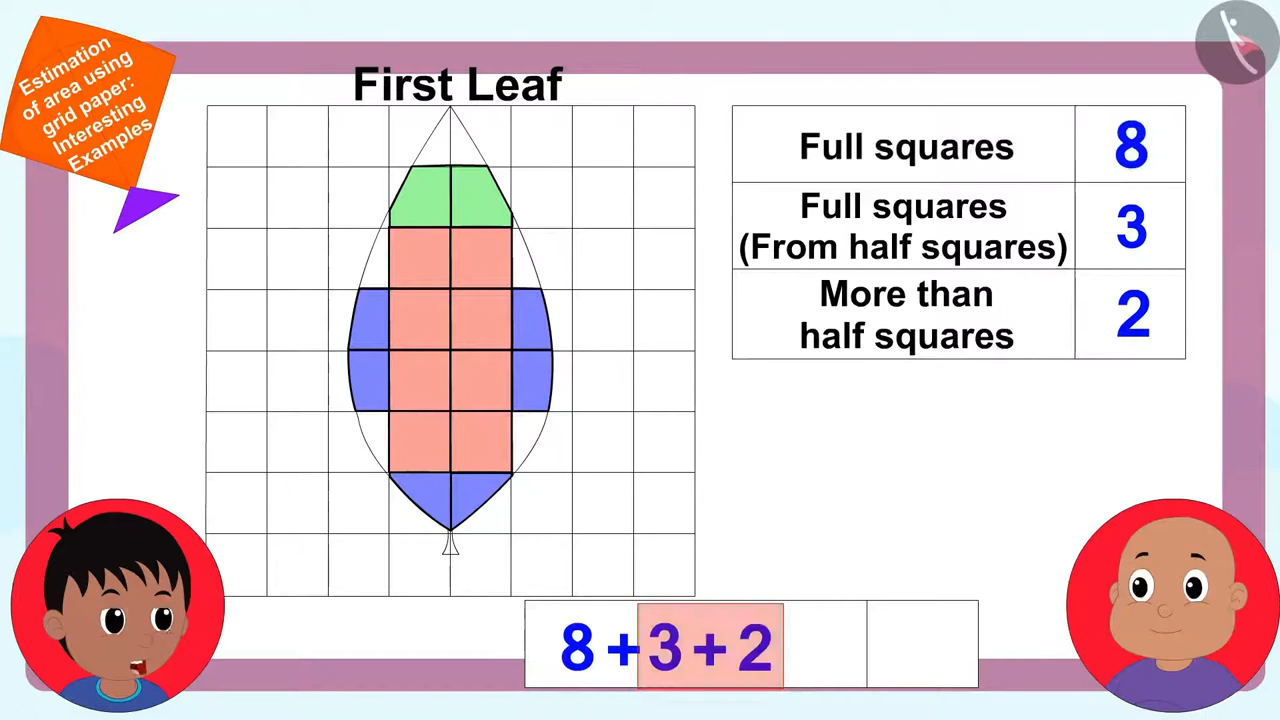 Estimation
of area using
grid paper:
Interesting
Examples
First Leaf
Full squares 8
Full squares
(From half squares) 3
More than
half squares 2
8 + 3 + 2